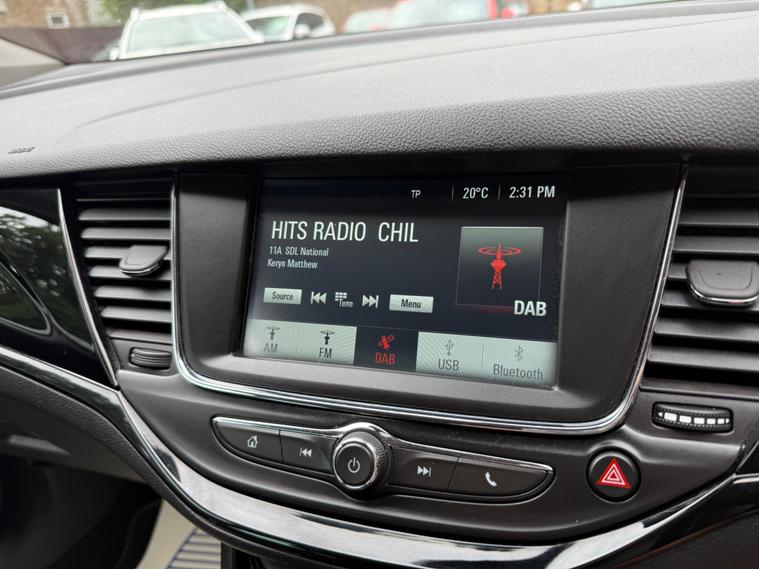 TP 20°C 2:31 PM
HITS RADIO CHIL
11A SDL National
Keryn Matthew
Source Tune Menu
DAB
AM FM DAB USB Bluetooth